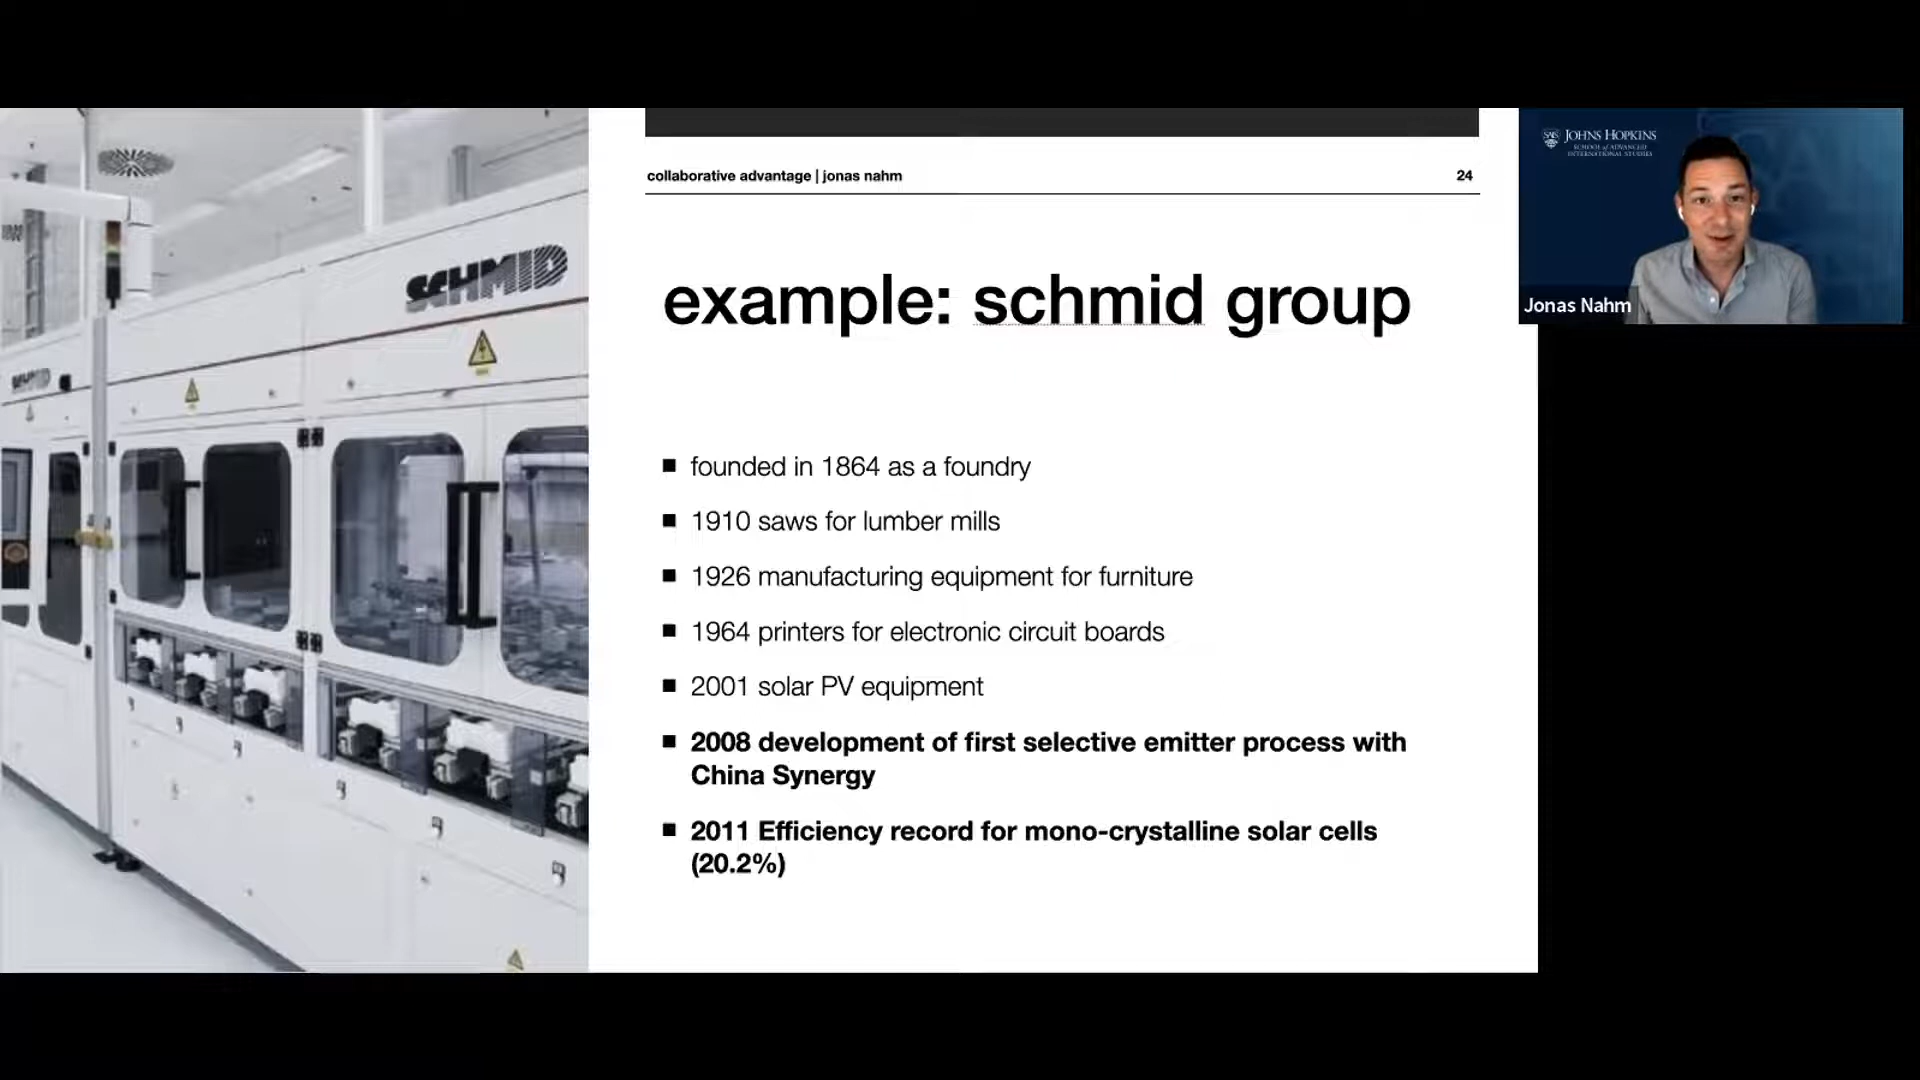 SCHMID
SCHMID
collaborative advantage | jonas nahm
24
example: schmid group
■ founded in 1864 as a foundry
■ 1910 saws for lumber mills
■ 1926 manufacturing equipment for furniture
■ 1964 printers for electronic circuit boards
■ 2001 solar PV equipment
■ 2008 development of first selective emitter process with
China Synergy
■ 2011 Efficiency record for mono-crystalline solar cells
(20.2%)
SAIS
JOHNS HOPKINS
SCHOOL of ADVANCED
INTERNATIONAL STUDIES
Jonas Nahm